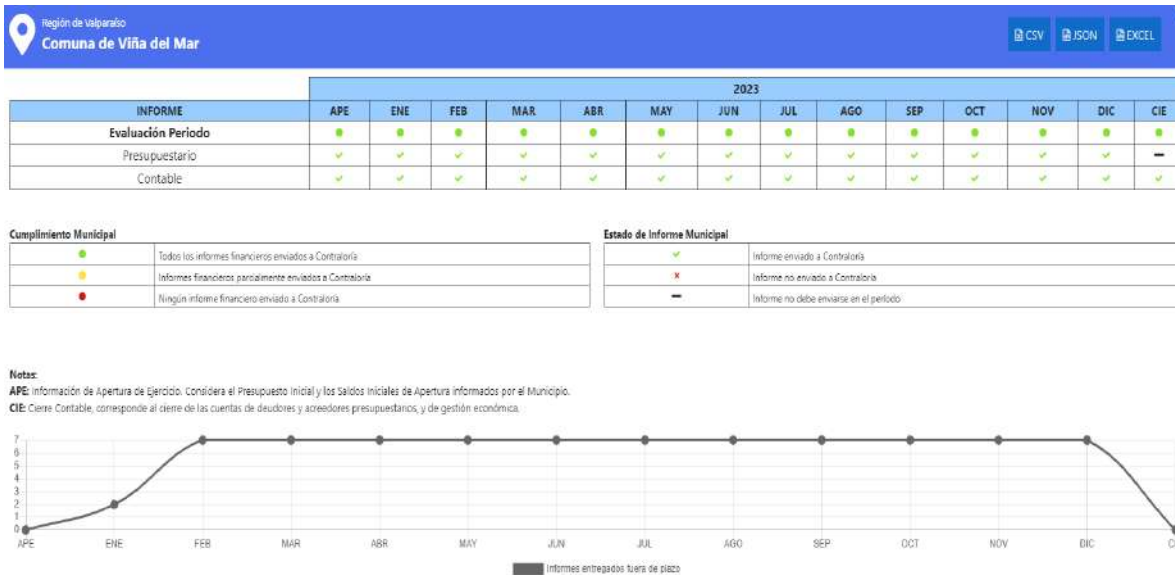 Región de Valparaíso
Comuna de Viña del Mar
CSV JSON EXCEL
2023
INFORME APE ENE FEB MAR ABR MAY JUN JUL AGO SEP OCT NOV DIC CIE
Evaluación Periodo
Presupuestario
Contable
Cumplimiento Municipal
Todos los informes financieros enviados a Contraloría
Informes financieros parcialmente enviados a Contraloría
Ningún informe financiero enviado a Contraloría
Estado de Informe Municipal
Informe enviado a Contraloría
Informe no enviado a Contraloría
Informe no debe enviarse en el período
Notas:
APE: Información de Apertura de Ejercicio. Considera el Presupuesto Inicial y los Saldos Iniciales de Apertura informados por el Municipio.
CIE: Cierre Contable, corresponde al cierre de las cuentas de deudores y acreedores presupuestarios, y de gestión económica.
7
6
5
4
3
2
1
0
APE ENE FEB MAR ABR MAY JUN JUL AGO SEP OCT NOV DIC
Informes entregados fuera de plazo